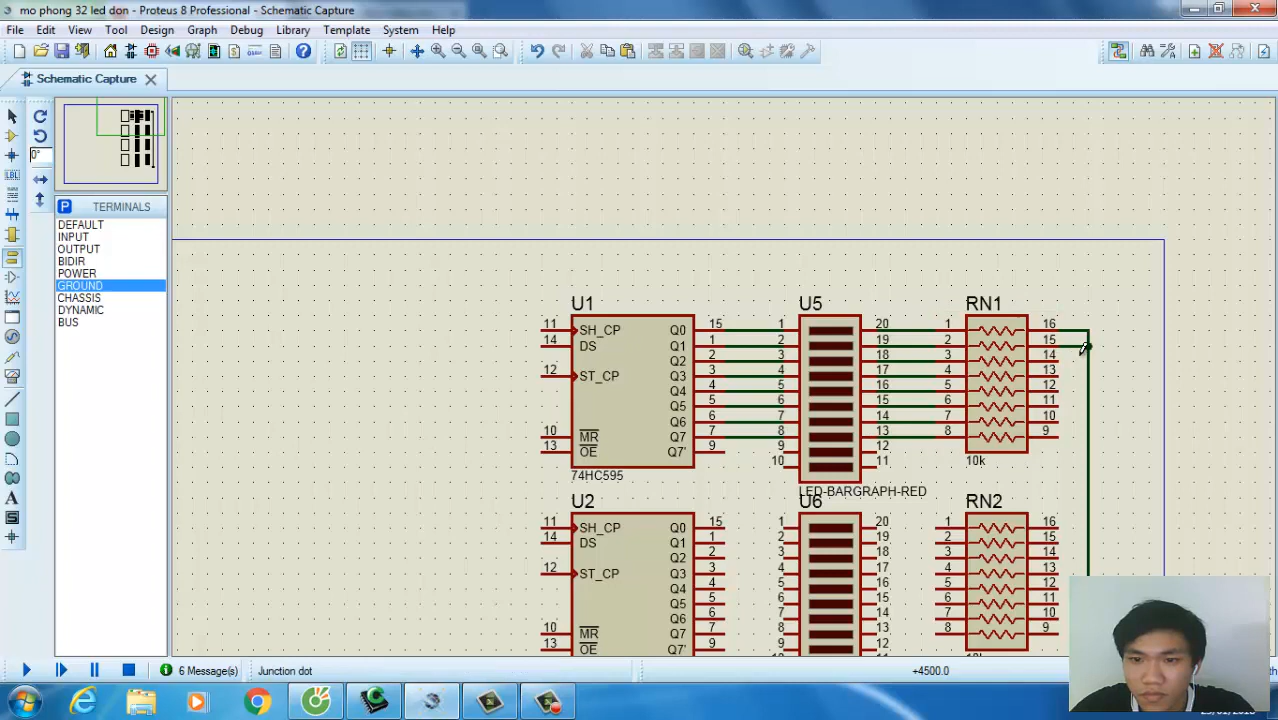 mo phong 32 led don - Proteus 8 Professional - Schematic Capture
File Edit View Tool Design Graph Debug Library Template System Help
Schematic Capture
LBL
0°
P TERMINALS
DEFAULT
INPUT
OUTPUT
BIDIR
POWER
GROUND
CHASSIS
DYNAMIC
BUS
A
U1 U5 RN1
11 SH_CP Q0 15 1 20 1 16
14 DS Q1 1 2 19 2 15
Q2 2 3 18 3 14
12 ST_CP Q3 3 4 17 4 13
Q4 4 5 16 5 12
Q5 5 6 15 6 11
Q6 6 7 14 7 10
10 MR Q7 7 8 13 8 9
13 OE Q7' 9 12
10 11 10k
74HC595
LED-BARGRAPH-RED
U2 U6 RN2
11 SH_CP Q0 15 1 20 1 16
14 DS Q1 1 2 19 2 15
Q2 2 3 18 3 14
12 ST_CP Q3 3 4 17 4 13
Q4 4 5 16 5 12
Q5 5 6 15 6 11
Q6 6 7 14 7 10
10 MR Q7 7 8 13 8 9
13 OE Q7' 9 12
6 Message(s) Junction dot +4500.0